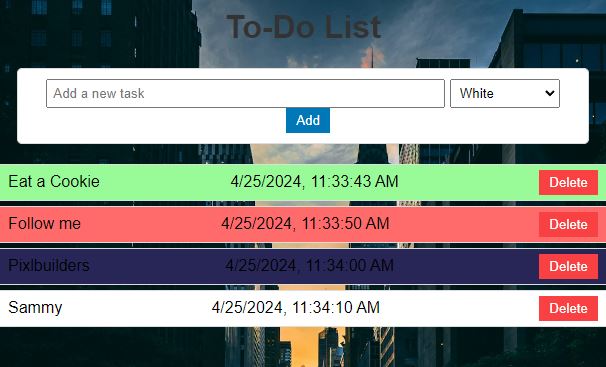 To-Do List
Add a new task White
Add
Eat a Cookie 4/25/2024, 11:33:43 AM Delete
Follow me 4/25/2024, 11:33:50 AM Delete
Pixlbuilders 4/25/2024, 11:34:00 AM Delete
Sammy 4/25/2024, 11:34:10 AM Delete